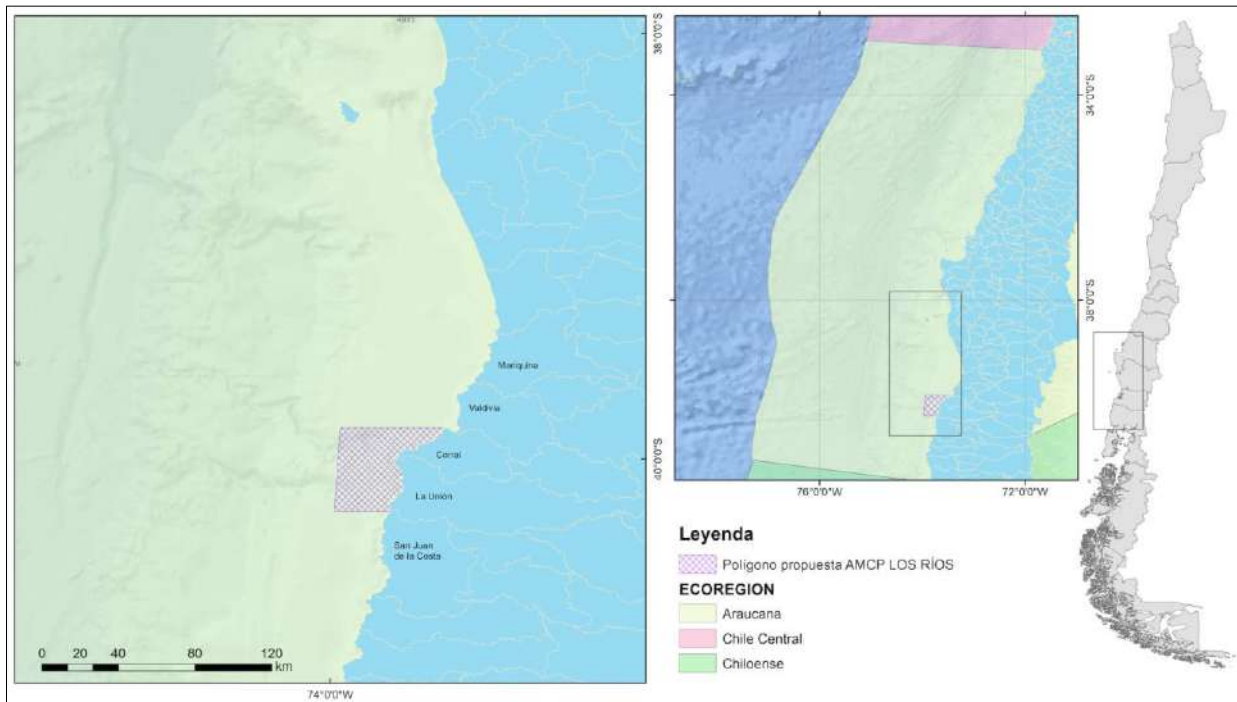 38°0'0"S
Mariquina
Valdivia
Corral
40°0'0"S
La Unión
San Juan
de la Costa
0 20 40 80 120
km
74°0'0"W
34°0'0"S
38°0'0"S
76°0'0"W
72°0'0"W
Leyenda
Polígono propuesta AMCP LOS RÍOS
ECOREGION
Araucana
Chile Central
Chiloense